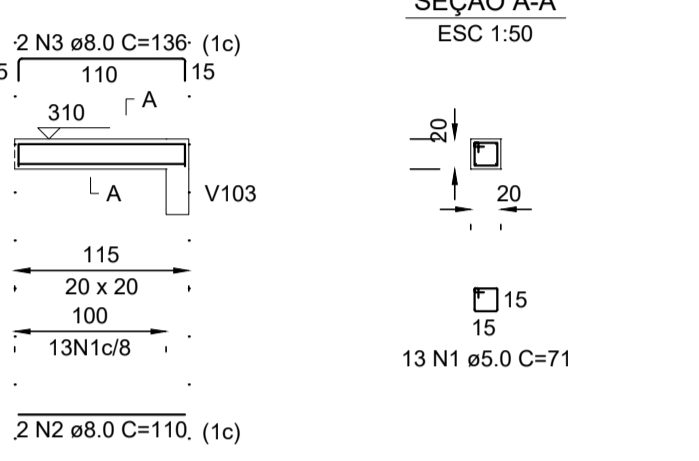 SEÇÃO A-A
ESC 1:50
2 N3 ø8.0 C=136 (1c)
5 110 15
310 A
A V103
115
20 x 20
100
13N1c/8
2 N2 ø8.0 C=110 (1c)
20
20
15
15
13 N1 ø5.0 C=71